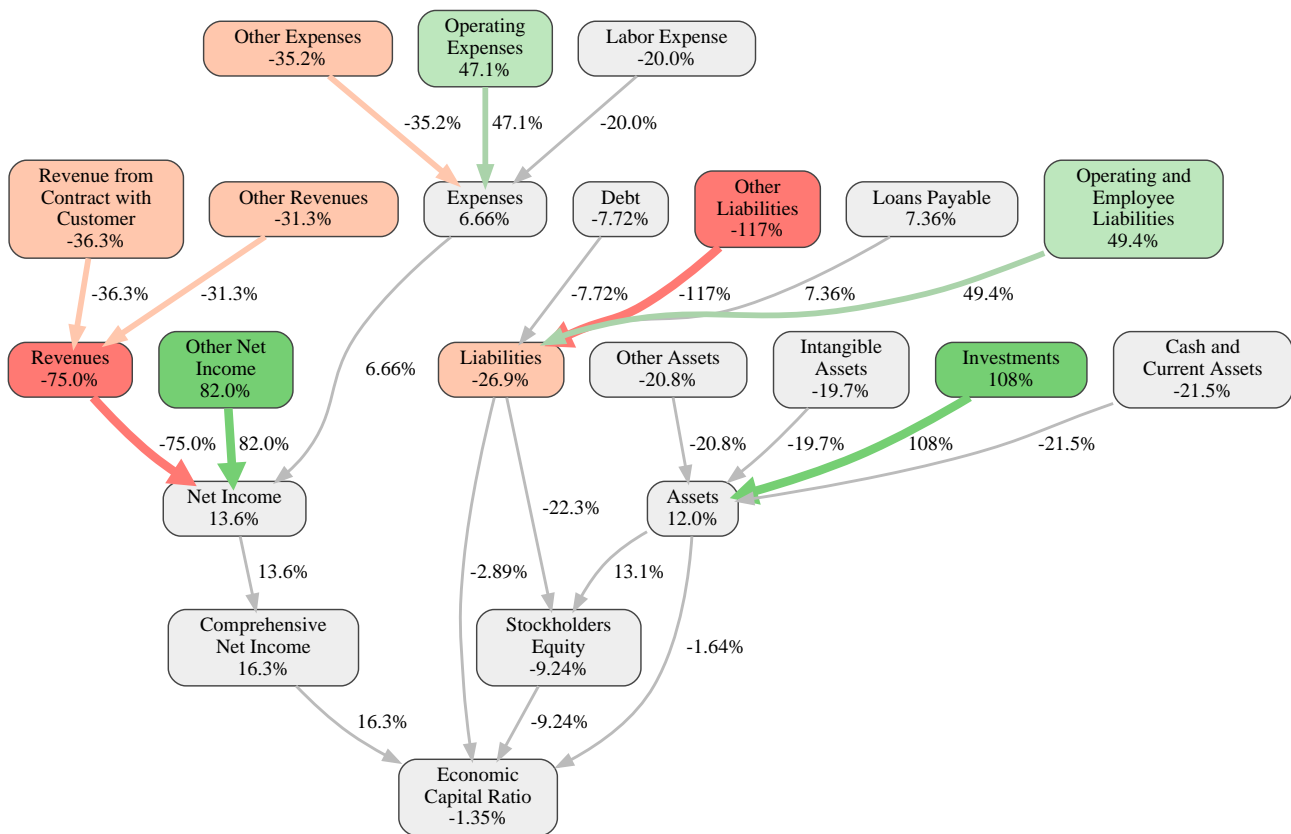 Other Expenses
-35.2%
Operating
Expenses
47.1%
Labor Expense
-20.0%
-35.2%
47.1%
-20.0%
Revenue from
Contract with
Customer
-36.3%
Other Revenues
-31.3%
Expenses
6.66%
Debt
-7.72%
Other
Liabilities
-117%
Loans Payable
7.36%
Operating and
Employee
Liabilities
49.4%
-36.3%
-31.3%
-7.72%
-117%
7.36%
49.4%
Revenues
-75.0%
Other Net
Income
82.0%
6.66%
Liabilities
-26.9%
Other Assets
-20.8%
Intangible
Assets
-19.7%
Investments
108%
Cash and
Current Assets
-21.5%
-75.0%
82.0%
-20.8%
-19.7%
108%
-21.5%
Net Income
13.6%
-22.3%
Assets
12.0%
13.6%
-2.89%
13.1%
-1.64%
Comprehensive
Net Income
16.3%
Stockholders
Equity
-9.24%
16.3%
-9.24%
Economic
Capital Ratio
-1.35%